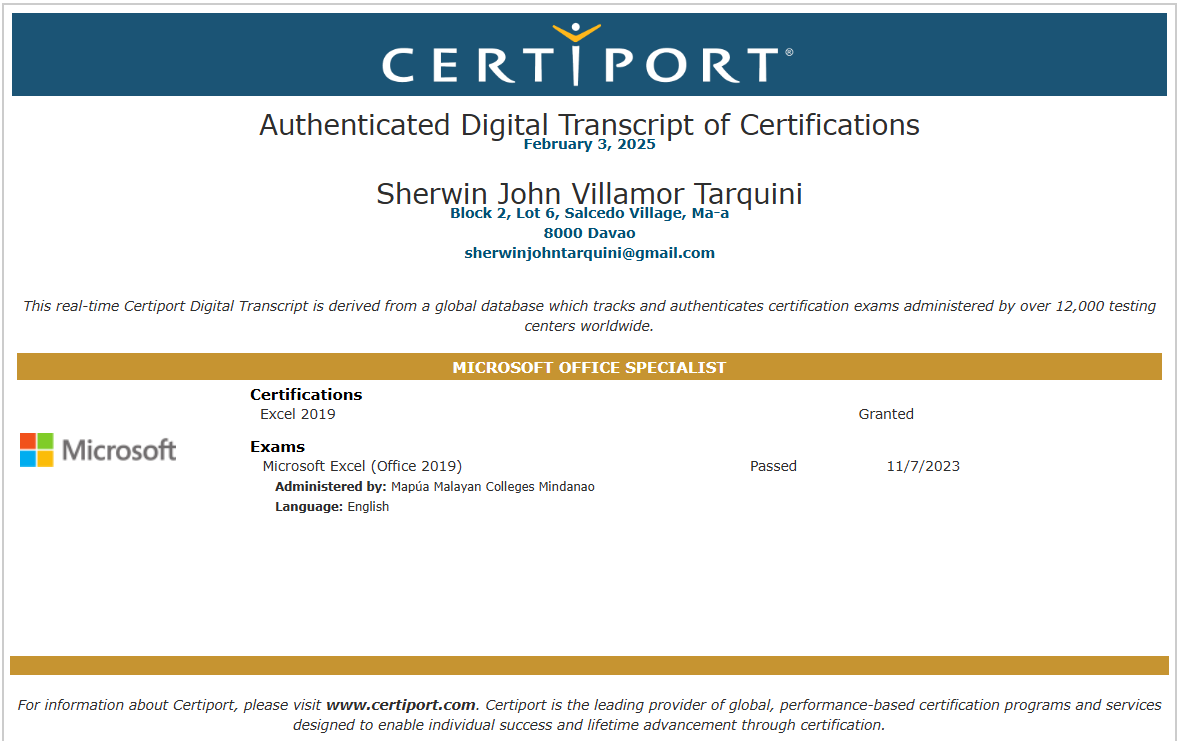 CERTIPORT®
Authenticated Digital Transcript of Certifications
February 3, 2025
Sherwin John Villamor Tarquini
Block 2, Lot 6, Salcedo Village, Ma-a
8000 Davao
sherwinjohntarquini@gmail.com
This real-time Certiport Digital Transcript is derived from a global database which tracks and authenticates certification exams administered by over 12,000 testing
centers worldwide.
MICROSOFT OFFICE SPECIALIST
Certifications
Excel 2019 Granted
Microsoft
Exams
Microsoft Excel (Office 2019) Passed 11/7/2023
Administered by: Mapúa Malayan Colleges Mindanao
Language: English
For information about Certiport, please visit www.certiport.com. Certiport is the leading provider of global, performance-based certification programs and services
designed to enable individual success and lifetime advancement through certification.